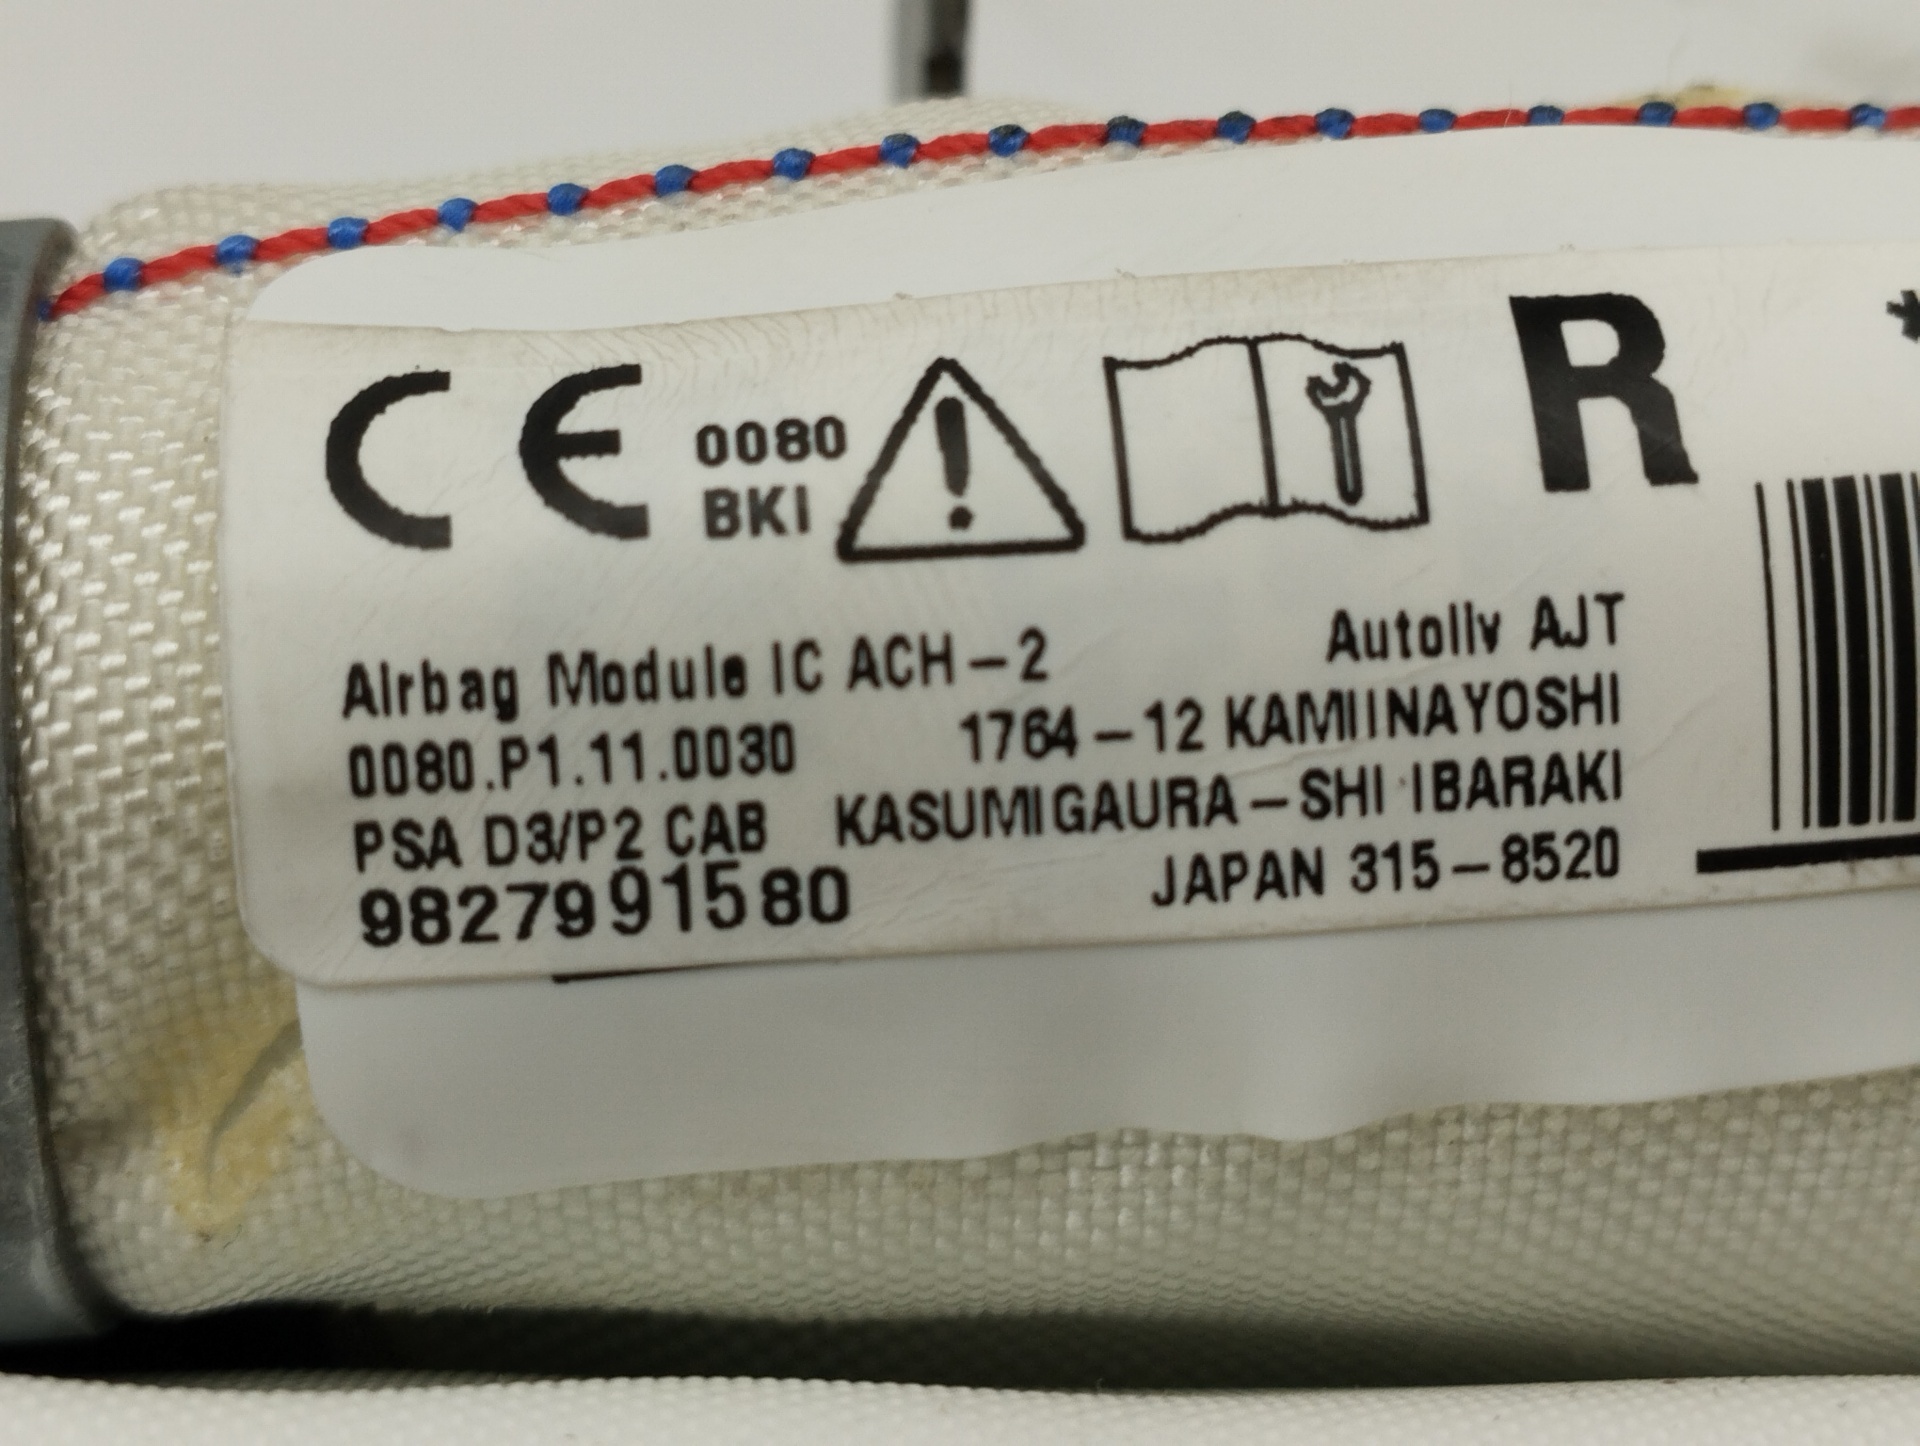 CE 0080 R *
BKI
Airbag Module IC ACH-2 Autoliv AJT
0080.P1.11.0030 1764-12 KAMIINAYOSHI
PSA D3/P2 CAB KASUMIGAURA-SHI IBARAKI
9827991580 JAPAN 315-8520